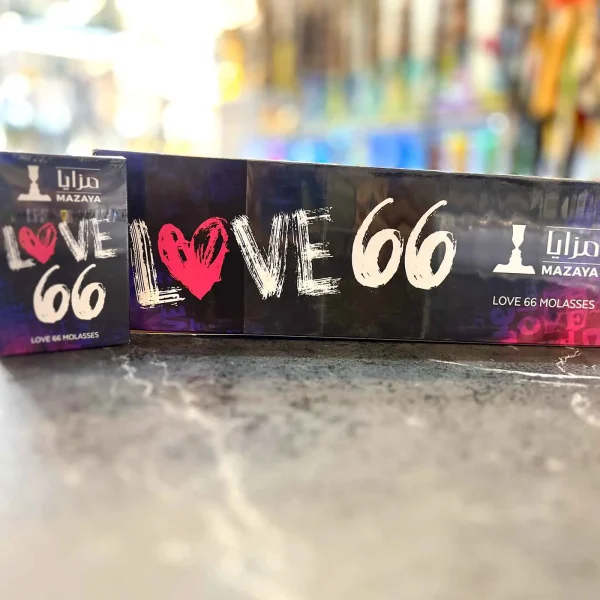 مزايا
MAZAYA
LOVE
66
LOVE 66 MOLASSES
LOVE 66
مزايا
MAZAYA
LOVE 66 MOLASSES